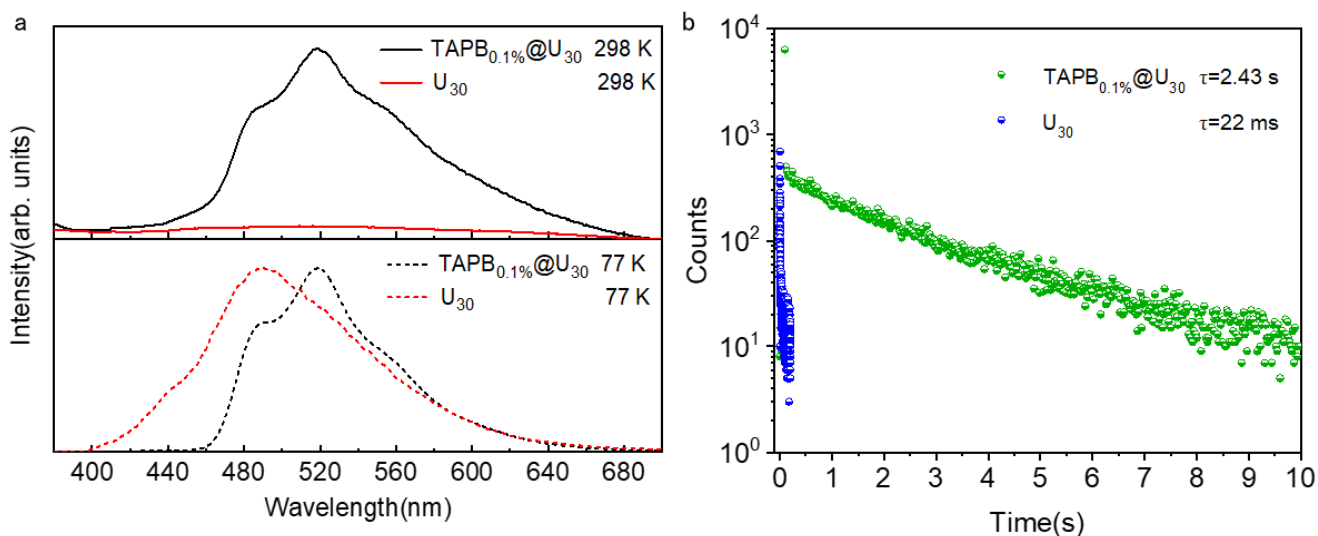 a
TAPB0.1%@U30 298 K
U30 298 K
TAPB0.1%@U30 77 K
U30 77 K
Intensity(arb. units)
400 440 480 520 560 600 640 680
Wavelength(nm)
b
10^4
10^3
10^2
10^1
10^0
Counts
TAPB0.1%@U30 τ=2.43 s
U30 τ=22 ms
0 1 2 3 4 5 6 7 8 9 10
Time(s)